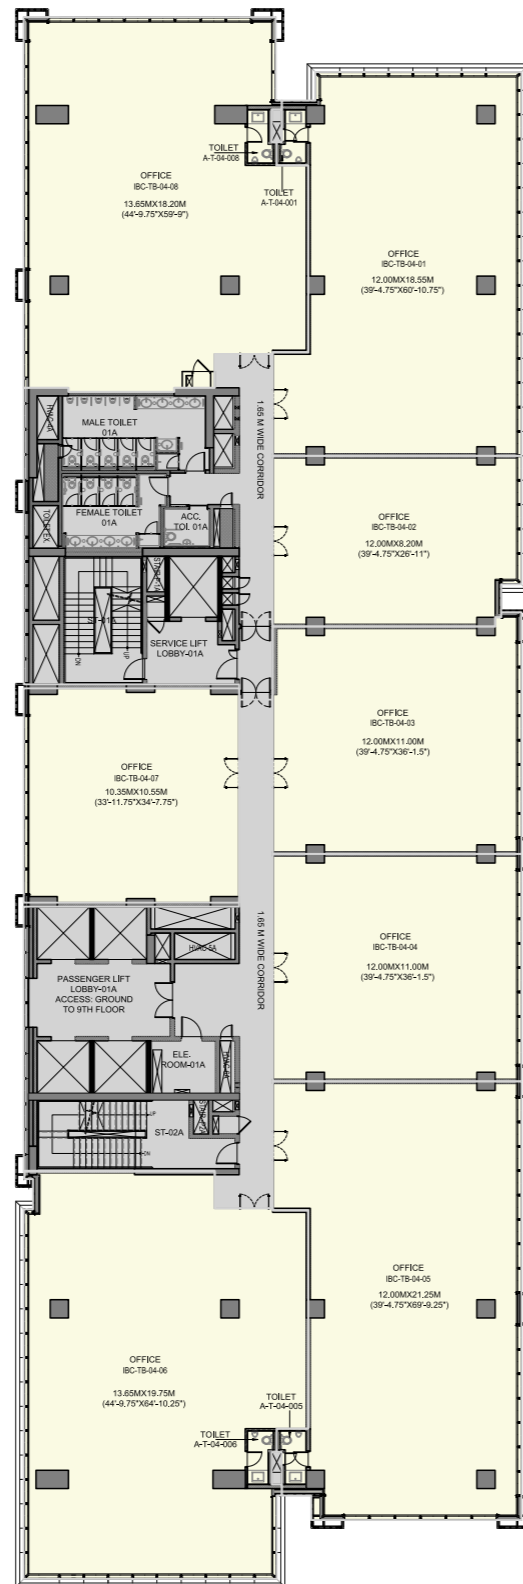 TOILET
A-T-04-008
TOILET
A-T-04-001
OFFICE
IBC-TB-04-08
13.65MX18.20M
(44'-9.75"X59'-9")
OFFICE
IBC-TB-04-01
12.00MX18.55M
(39'-4.75"X60'-10.75")
1.65 M WIDE CORRIDOR
MALE TOILET
01A
FEMALE TOILET
01A
ACC.
TOI. 01A
OFFICE
IBC-TB-04-02
12.00MX8.20M
(39'-4.75"X26'-11")
ST-01A
UP
DN
SERVICE LIFT
LOBBY-01A
OFFICE
IBC-TB-04-03
12.00MX11.00M
(39'-4.75"X36'-1.5")
OFFICE
IBC-TB-04-07
10.35MX10.55M
(33'-11.75"X34'-7.75")
1.65 M WIDE CORRIDOR
OFFICE
IBC-TB-04-04
12.00MX11.00M
(39'-4.75"X36'-1.5")
PASSENGER LIFT
LOBBY-01A
ACCESS: GROUND
TO 9TH FLOOR
ELE.
ROOM-01A
UP
ST-02A
DN
OFFICE
IBC-TB-04-05
12.00MX21.25M
(39'-4.75"X69'-9.25")
OFFICE
IBC-TB-04-06
13.65MX19.75M
(44'-9.75"X64'-10.25")
TOILET
A-T-04-005
TOILET
A-T-04-006